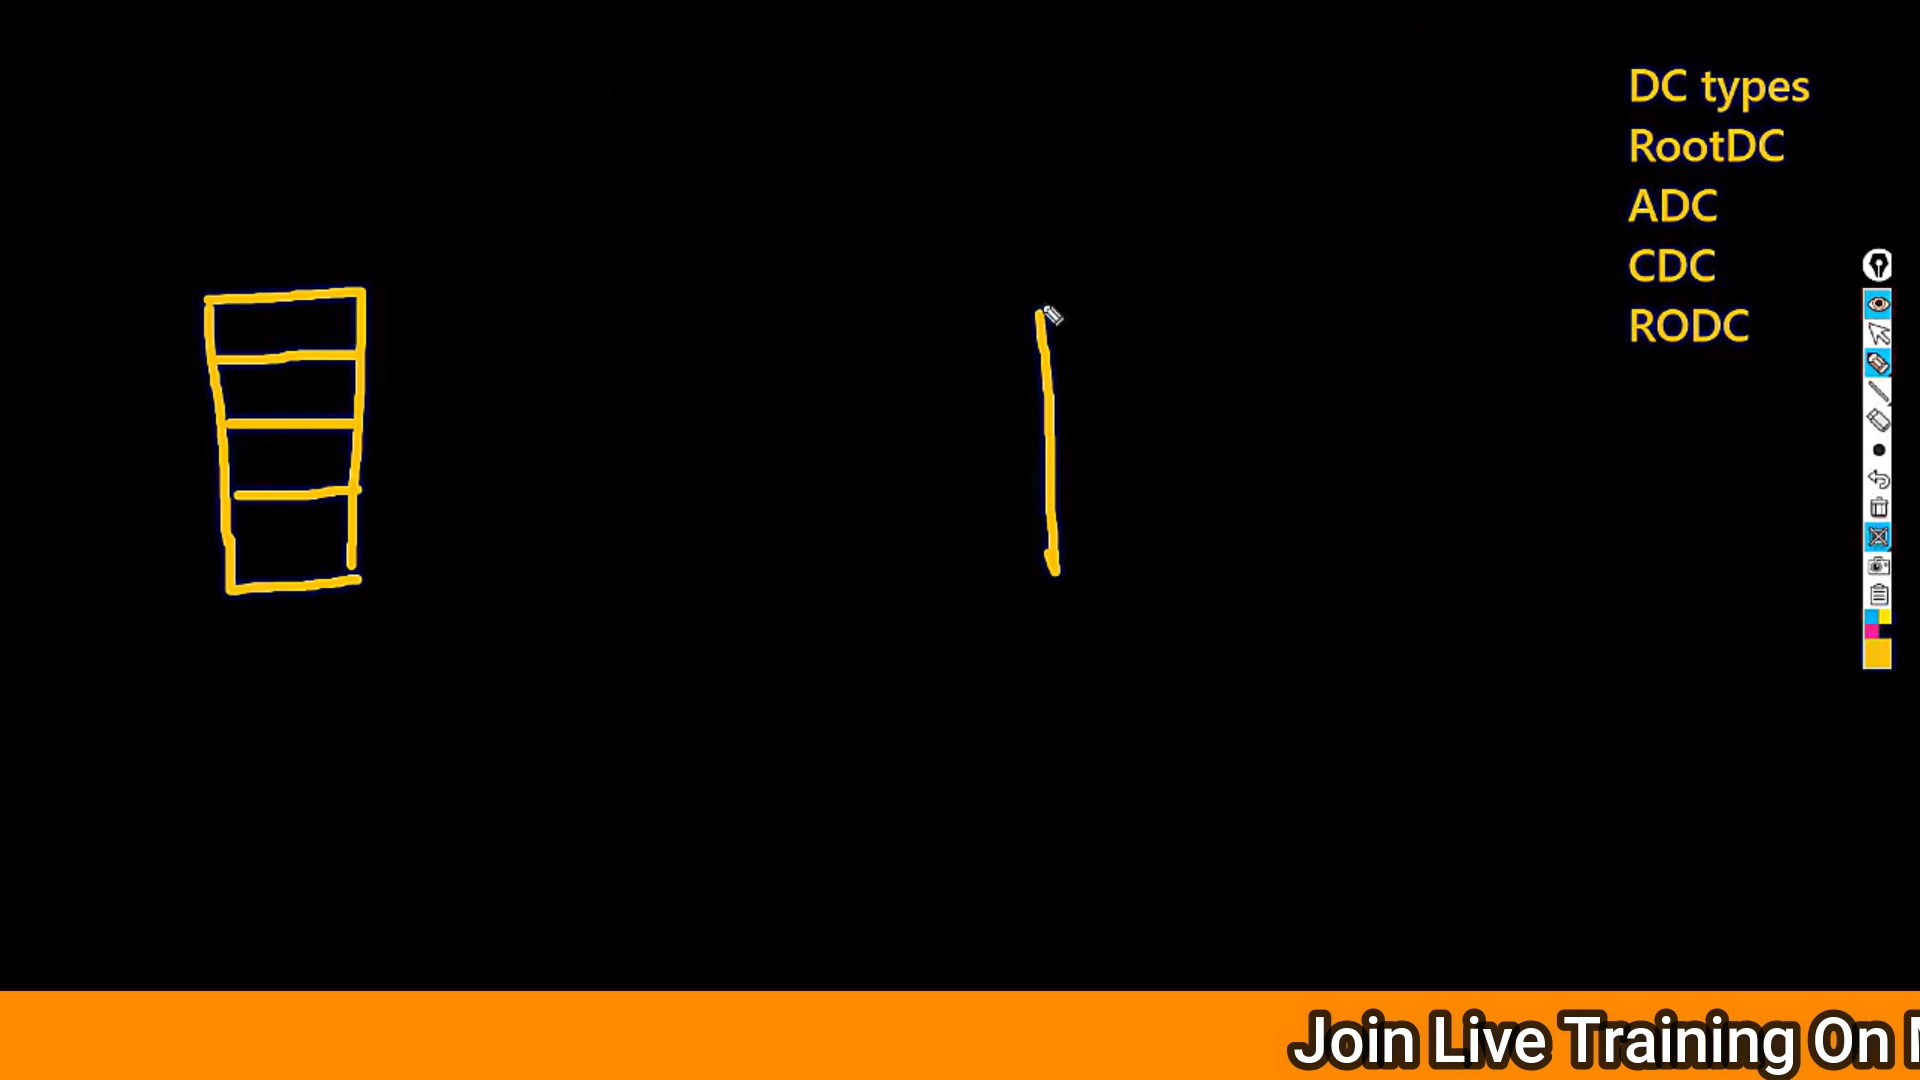 DC types
RootDC
ADC
CDC
RODC
Join Live Training On